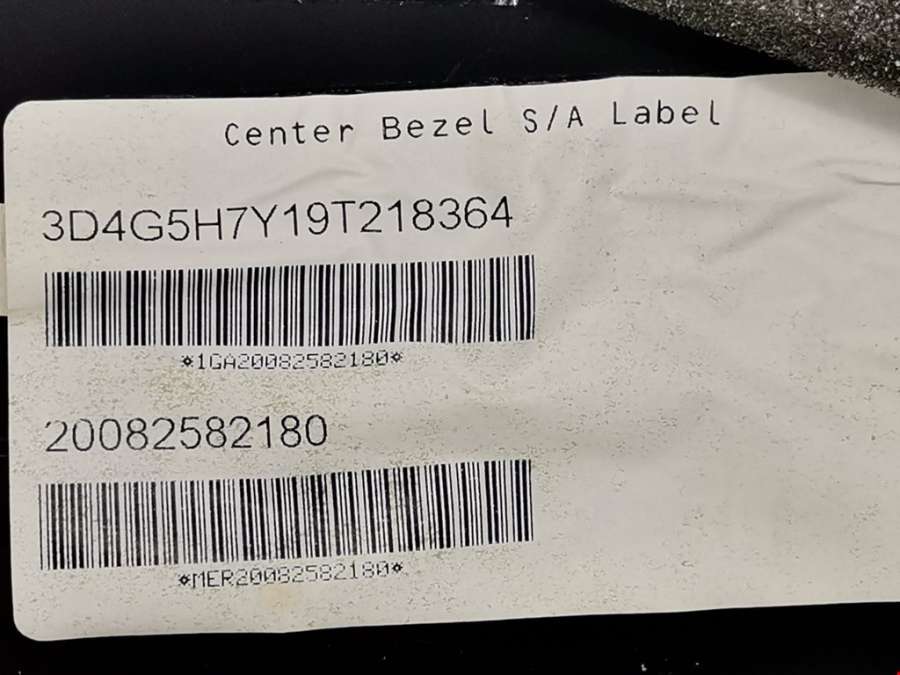 Center Bezel S/A Label
3D4G5H7Y19T218364
*1GA20082582180*
20082582180
*MER20082582180*